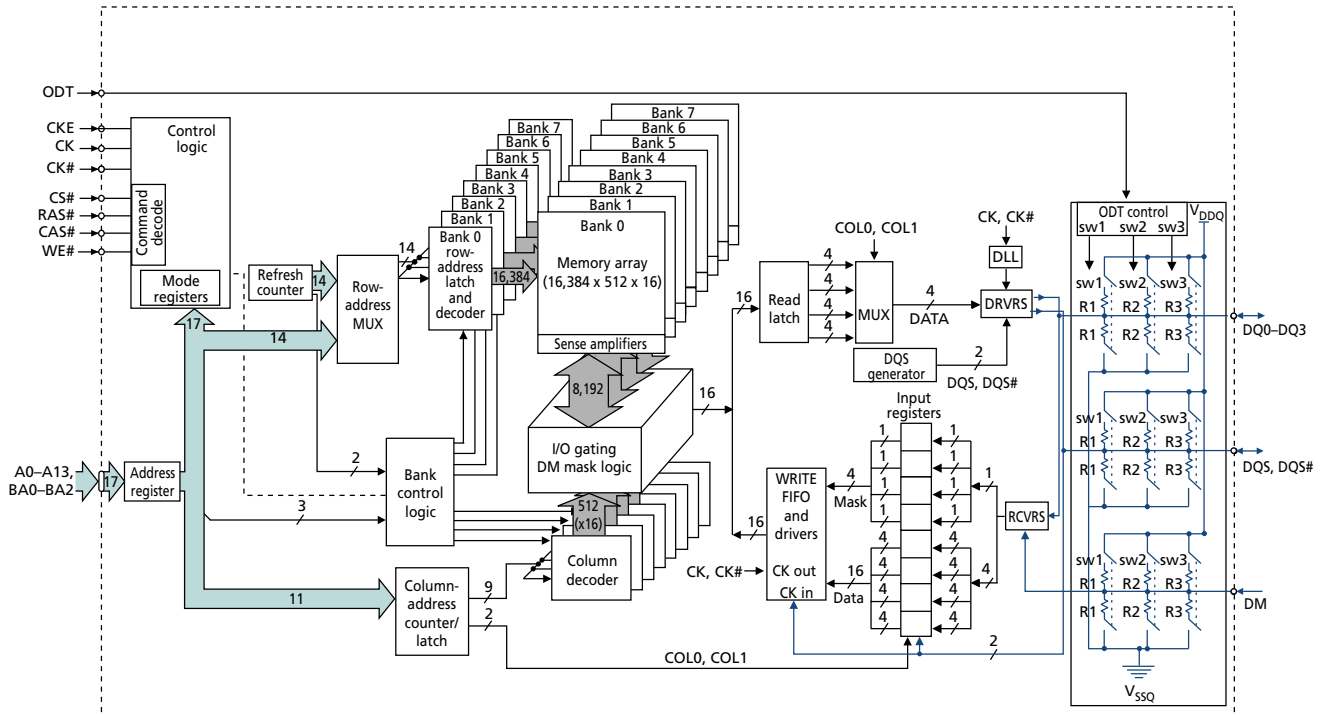 ODT
CKE
CK
CK#
CS#
RAS#
CAS#
WE#
Control
logic
Command
decode
Mode
registers
17
A0–A13,
BA0–BA2
17
Address
register
Refresh
counter
14
14
Row-
address
MUX
14
2
3
11
Bank
control
logic
Column-
address
counter/
latch
9
2
COL0, COL1
Bank 7
Bank 6
Bank 5
Bank 4
Bank 3
Bank 2
Bank 1
Bank 0
row-
address
latch
and
decoder
16,384
Bank 7
Bank 6
Bank 5
Bank 4
Bank 3
Bank 2
Bank 1
Bank 0
Memory array
(16,384 x 512 x 16)
Sense amplifiers
8,192
I/O gating
DM mask logic
512
(x16)
Column
decoder
16
16
16
Read
latch
4
4
4
4
COL0, COL1
MUX
4
DATA
CK, CK#
DLL
DRVRS
DQS
generator
2
DQS, DQS#
Input
registers
WRITE
FIFO
and
drivers
CK out
CK in
CK, CK#
4
Mask
16
Data
1
1
1
1
4
4
4
4
1
1
1
1
4
4
4
4
1
4
RCVRS
2
ODT control
sw1 sw2 sw3
VDDQ
sw1 sw2 sw3
R1 R2 R3
R1 R2 R3
sw1 sw2 sw3
R1 R2 R3
R1 R2 R3
sw1 sw2 sw3
R1 R2 R3
R1 R2 R3
VSSQ
DQ0–DQ3
DQS, DQS#
DM